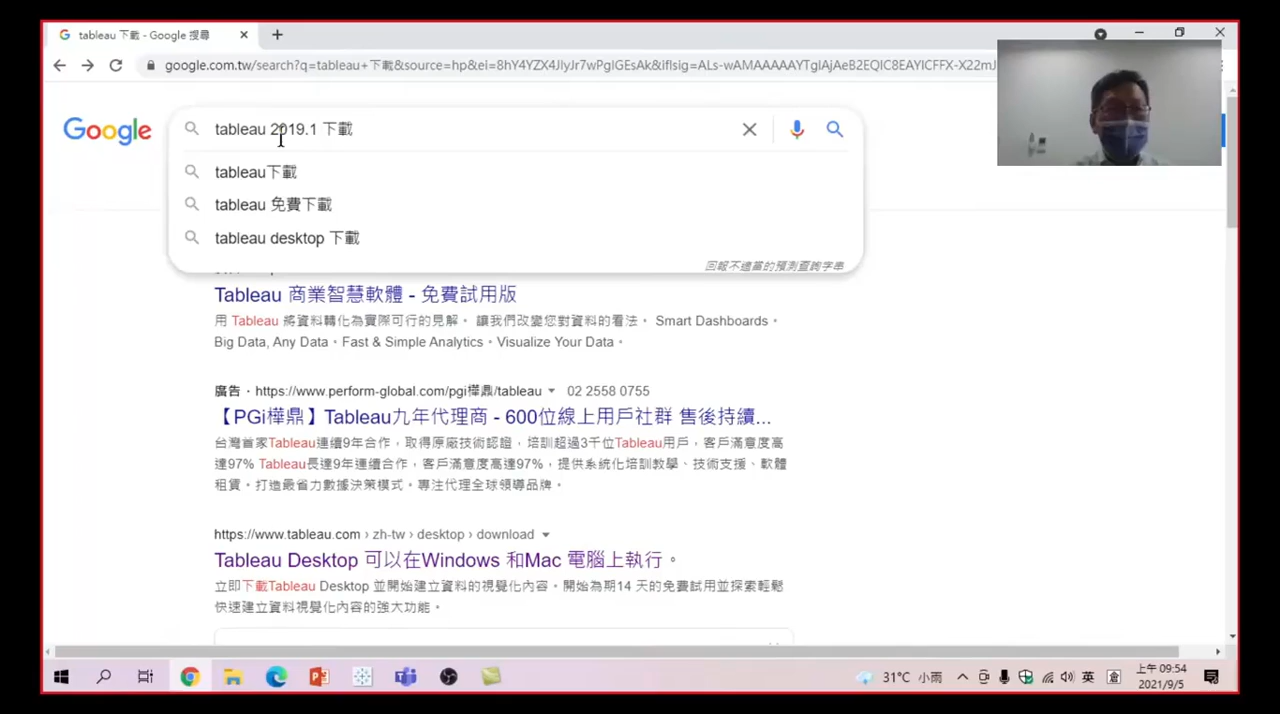 tableau 下載 - Google 搜尋
google.com.tw/search?q=tableau+下載&source=hp&ei=8hY4YZX4JIyJr7wPgIGEsAk&iflsig=ALs-wAMAAAAAYTgIAjAeB2EQIC8EAYICFFX-X22mJ
Google
tableau 2019.1 下載
tableau下載
tableau 免費下載
tableau desktop 下載
回報不適當的預測查詢字串
Tableau 商業智慧軟體 - 免費試用版
用 Tableau 將資料轉化為實際可行的見解。 讓我們改變您對資料的看法。 Smart Dashboards・
Big Data, Any Data・Fast & Simple Analytics・Visualize Your Data・
廣告・https://www.perform-global.com/pgi樺鼎/tableau 02 2558 0755
【PGi樺鼎】Tableau九年代理商 - 600位線上用戶社群 售後持續...
台灣首家Tableau連續9年合作，取得原廠技術認證，培訓超過3千位Tableau用戶，客戶滿意度高
達97% Tableau長達9年連續合作，客戶滿意度高達97%，提供系統化培訓教學、技術支援、軟體
租賃。打造最省力數據決策模式。專注代理全球領導品牌。
https://www.tableau.com › zh-tw › desktop › download
Tableau Desktop 可以在Windows 和Mac 電腦上執行。
立即下載Tableau Desktop 並開始建立資料的視覺化內容。開始為期14 天的免費試用並探索輕鬆
快速建立資料視覺化內容的強大功能。
31°C 小雨
英
倉
上午 09:54
2021/9/5